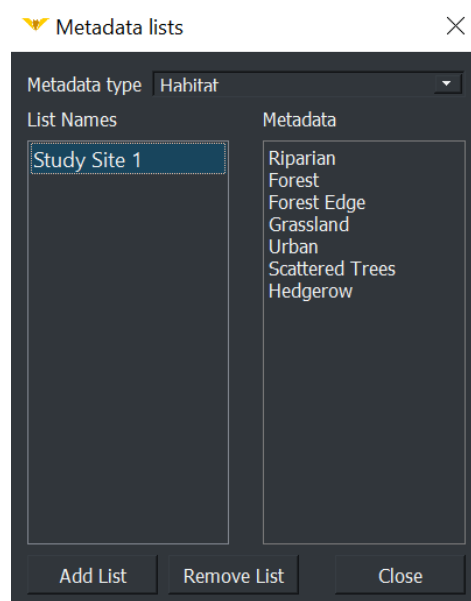 Metadata lists
Metadata type Habitat
List Names
Metadata
Study Site 1
Riparian
Forest
Forest Edge
Grassland
Urban
Scattered Trees
Hedgerow
Add List
Remove List
Close